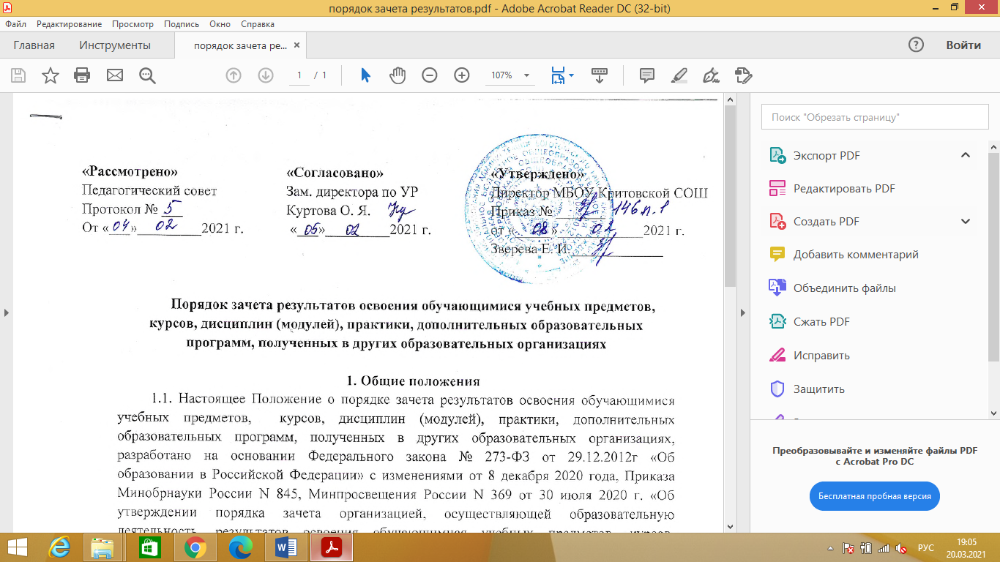 порядок зачета результатов.pdf - Adobe Acrobat Reader DC (32-bit)
Файл Редактирование Просмотр Подпись Окно Справка
Главная Инструменты порядок зачета ре... Войти
1 / 1 107%
Поиск "Обрезать страницу"
Экспорт PDF
Редактировать PDF
Создать PDF
Добавить комментарий
Объединить файлы
Сжать PDF
Исправить
Защитить
Преобразовывайте и изменяйте файлы PDF
с Acrobat Pro DC
Бесплатная пробная версия
«Рассмотрено»
Педагогический совет
Протокол № 5
От «04» 02 2021 г.
«Согласовано»
Зам. директора по УР
Куртова О. Я.
«05» 02 2021 г.
«Утверждено»
Директор МБОУ Критовской СОШ
Приказ № 146 п. 1
от «08» 02 2021 г.
Зверева Е. И.
Порядок зачета результатов освоения обучающимися учебных предметов,
курсов, дисциплин (модулей), практики, дополнительных образовательных
программ, полученных в других образовательных организациях
1. Общие положения
1.1. Настоящее Положение о порядке зачета результатов освоения обучающимися
учебных предметов, курсов, дисциплин (модулей), практики, дополнительных
образовательных программ, полученных в других образовательных организациях,
разработано на основании Федерального закона № 273-ФЗ от 29.12.2012г «Об
образовании в Российской Федерации» с изменениями от 8 декабря 2020 года, Приказа
Минобрнауки России N 845, Минпросвещения России N 369 от 30 июля 2020 г. «Об
утверждении порядка зачета организацией, осуществляющей образовательную
деятельность, результатов освоения обучающимися учебных предметов, курсов,
РУС
19:05
20.03.2021